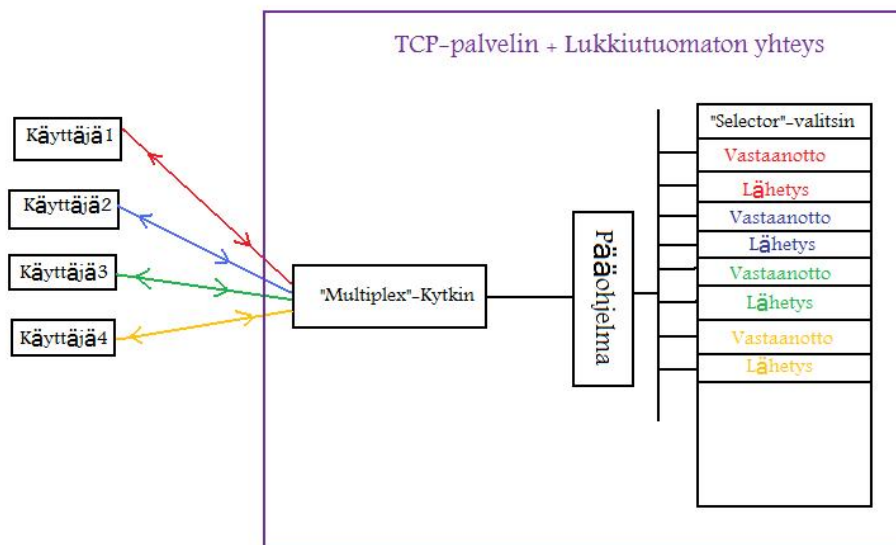 TCP-palvelin + Lukkiutumaton yhteys
Käyttäjä1
Käyttäjä2
Käyttäjä3
Käyttäjä4
"Multiplex"-Kytkin
Pääohjelma
"Selector"-valitsin
Vastaanotto
Lähetys
Vastaanotto
Lähetys
Vastaanotto
Lähetys
Vastaanotto
Lähetys